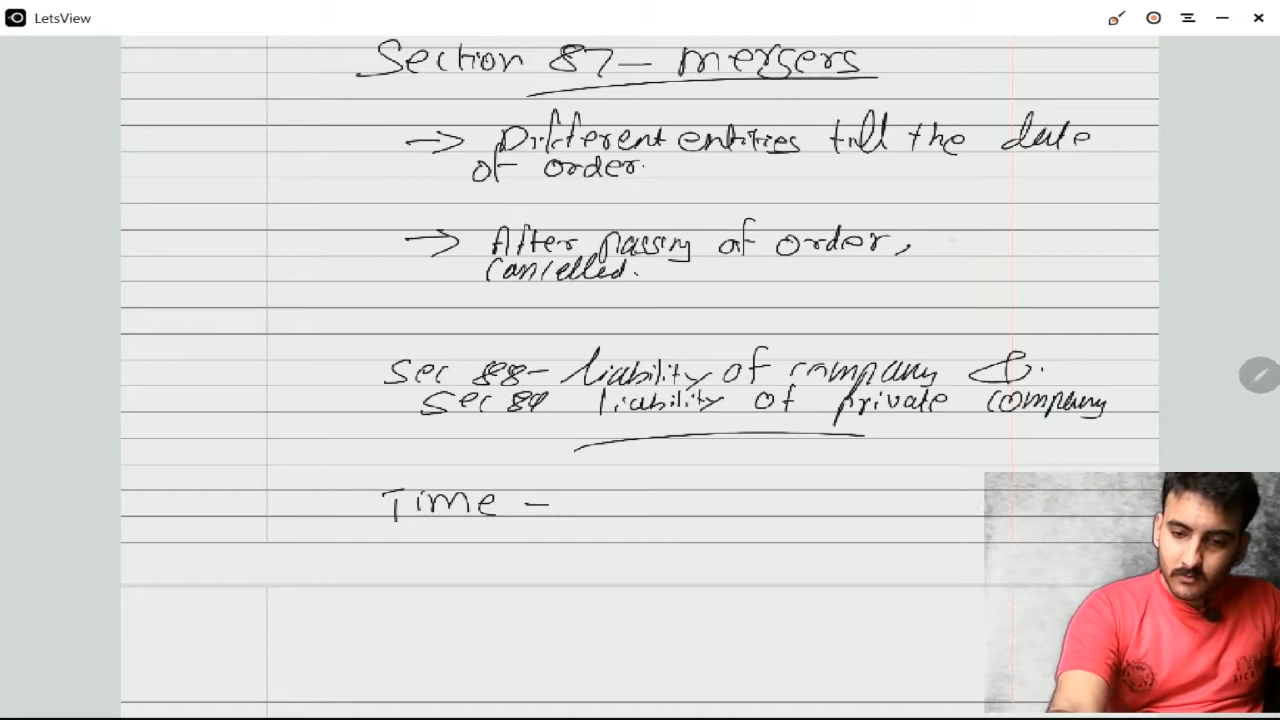 LetsView
Section 87 - Mergers
→ Different entities till the date
of order.
→ After passing of order,
cancelled.
Sec 88 - liability of company &.
Sec 89 liability of private company
Time -